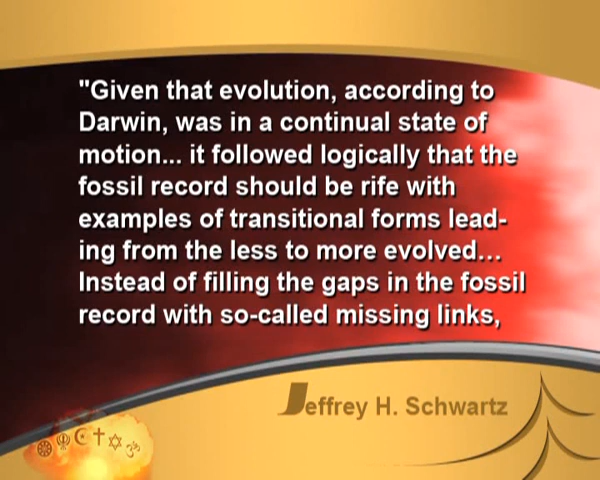 "Given that evolution, according to
Darwin, was in a continual state of
motion... it followed logically that the
fossil record should be rife with
examples of transitional forms lead-
ing from the less to more evolved...
Instead of filling the gaps in the fossil
record with so-called missing links,
Jeffrey H. Schwartz